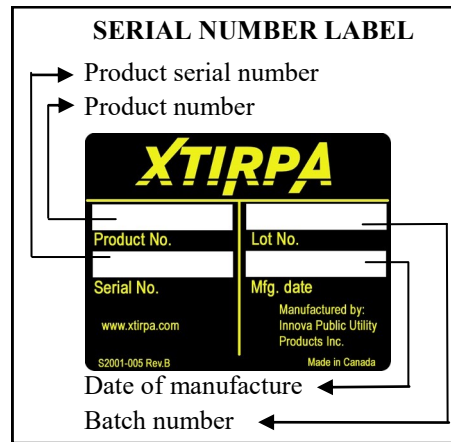 SERIAL NUMBER LABEL
Product serial number
Product number
XTIRPA
Product No.
Lot No.
Serial No.
Mfg. date
www.xtirpa.com
Manufactured by:
Innova Public Utility
Products Inc.
S2001-005 Rev.B
Made in Canada
Date of manufacture
Batch number